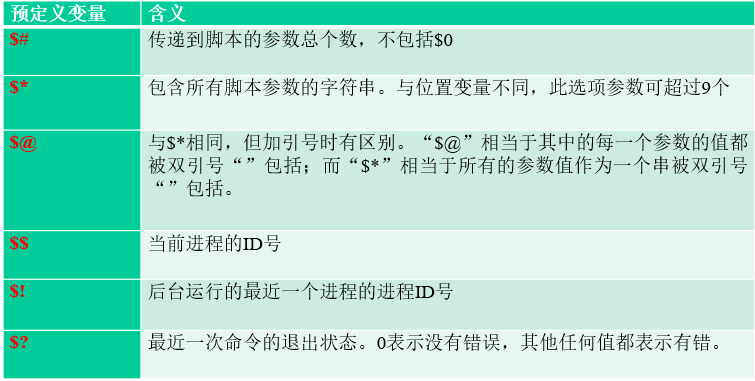 预定义变量 含义
$# 传递到脚本的参数总个数，不包括$0
$* 包含所有脚本参数的字符串。与位置变量不同，此选项参数可超过9个
$@ 与$*相同，但加引号时有区别。“$@”相当于其中的每一个参数的值都
被双引号“”包括；而“$*”相当于所有的参数值作为一个串被双引号
“”包括。
$$ 当前进程的ID号
$! 后台运行的最近一个进程的进程ID号
$? 最近一次命令的退出状态。0表示没有错误，其他任何值都表示有错。